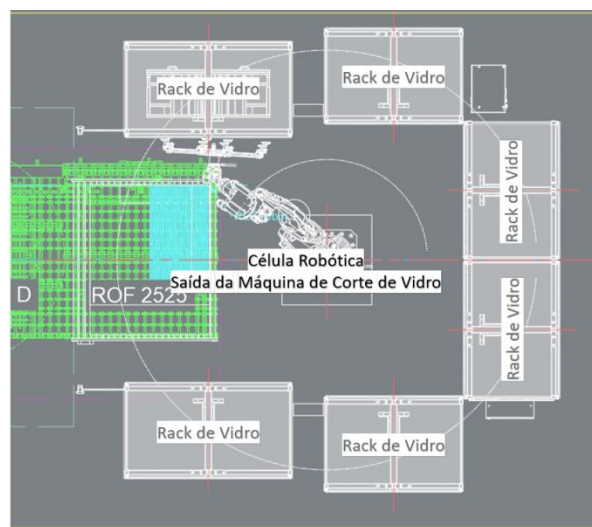 Rack de Vidro
Rack de Vidro
Rack de Vidro
Célula Robótica
Saída da Máquina de Corte de Vidro
D
ROF 2525
Rack de Vidro
Rack de Vidro
Rack de Vidro